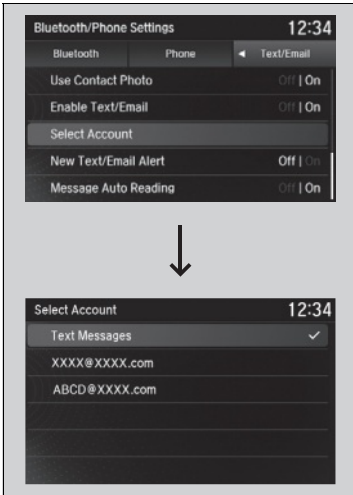 Bluetooth/Phone Settings 12:34
Bluetooth Phone Text/Email
Use Contact Photo Off | On
Enable Text/Email Off | On
Select Account
New Text/Email Alert Off | On
Message Auto Reading Off | On
Select Account 12:34
Text Messages
XXXX@XXXX.com
ABCD@XXXX.com